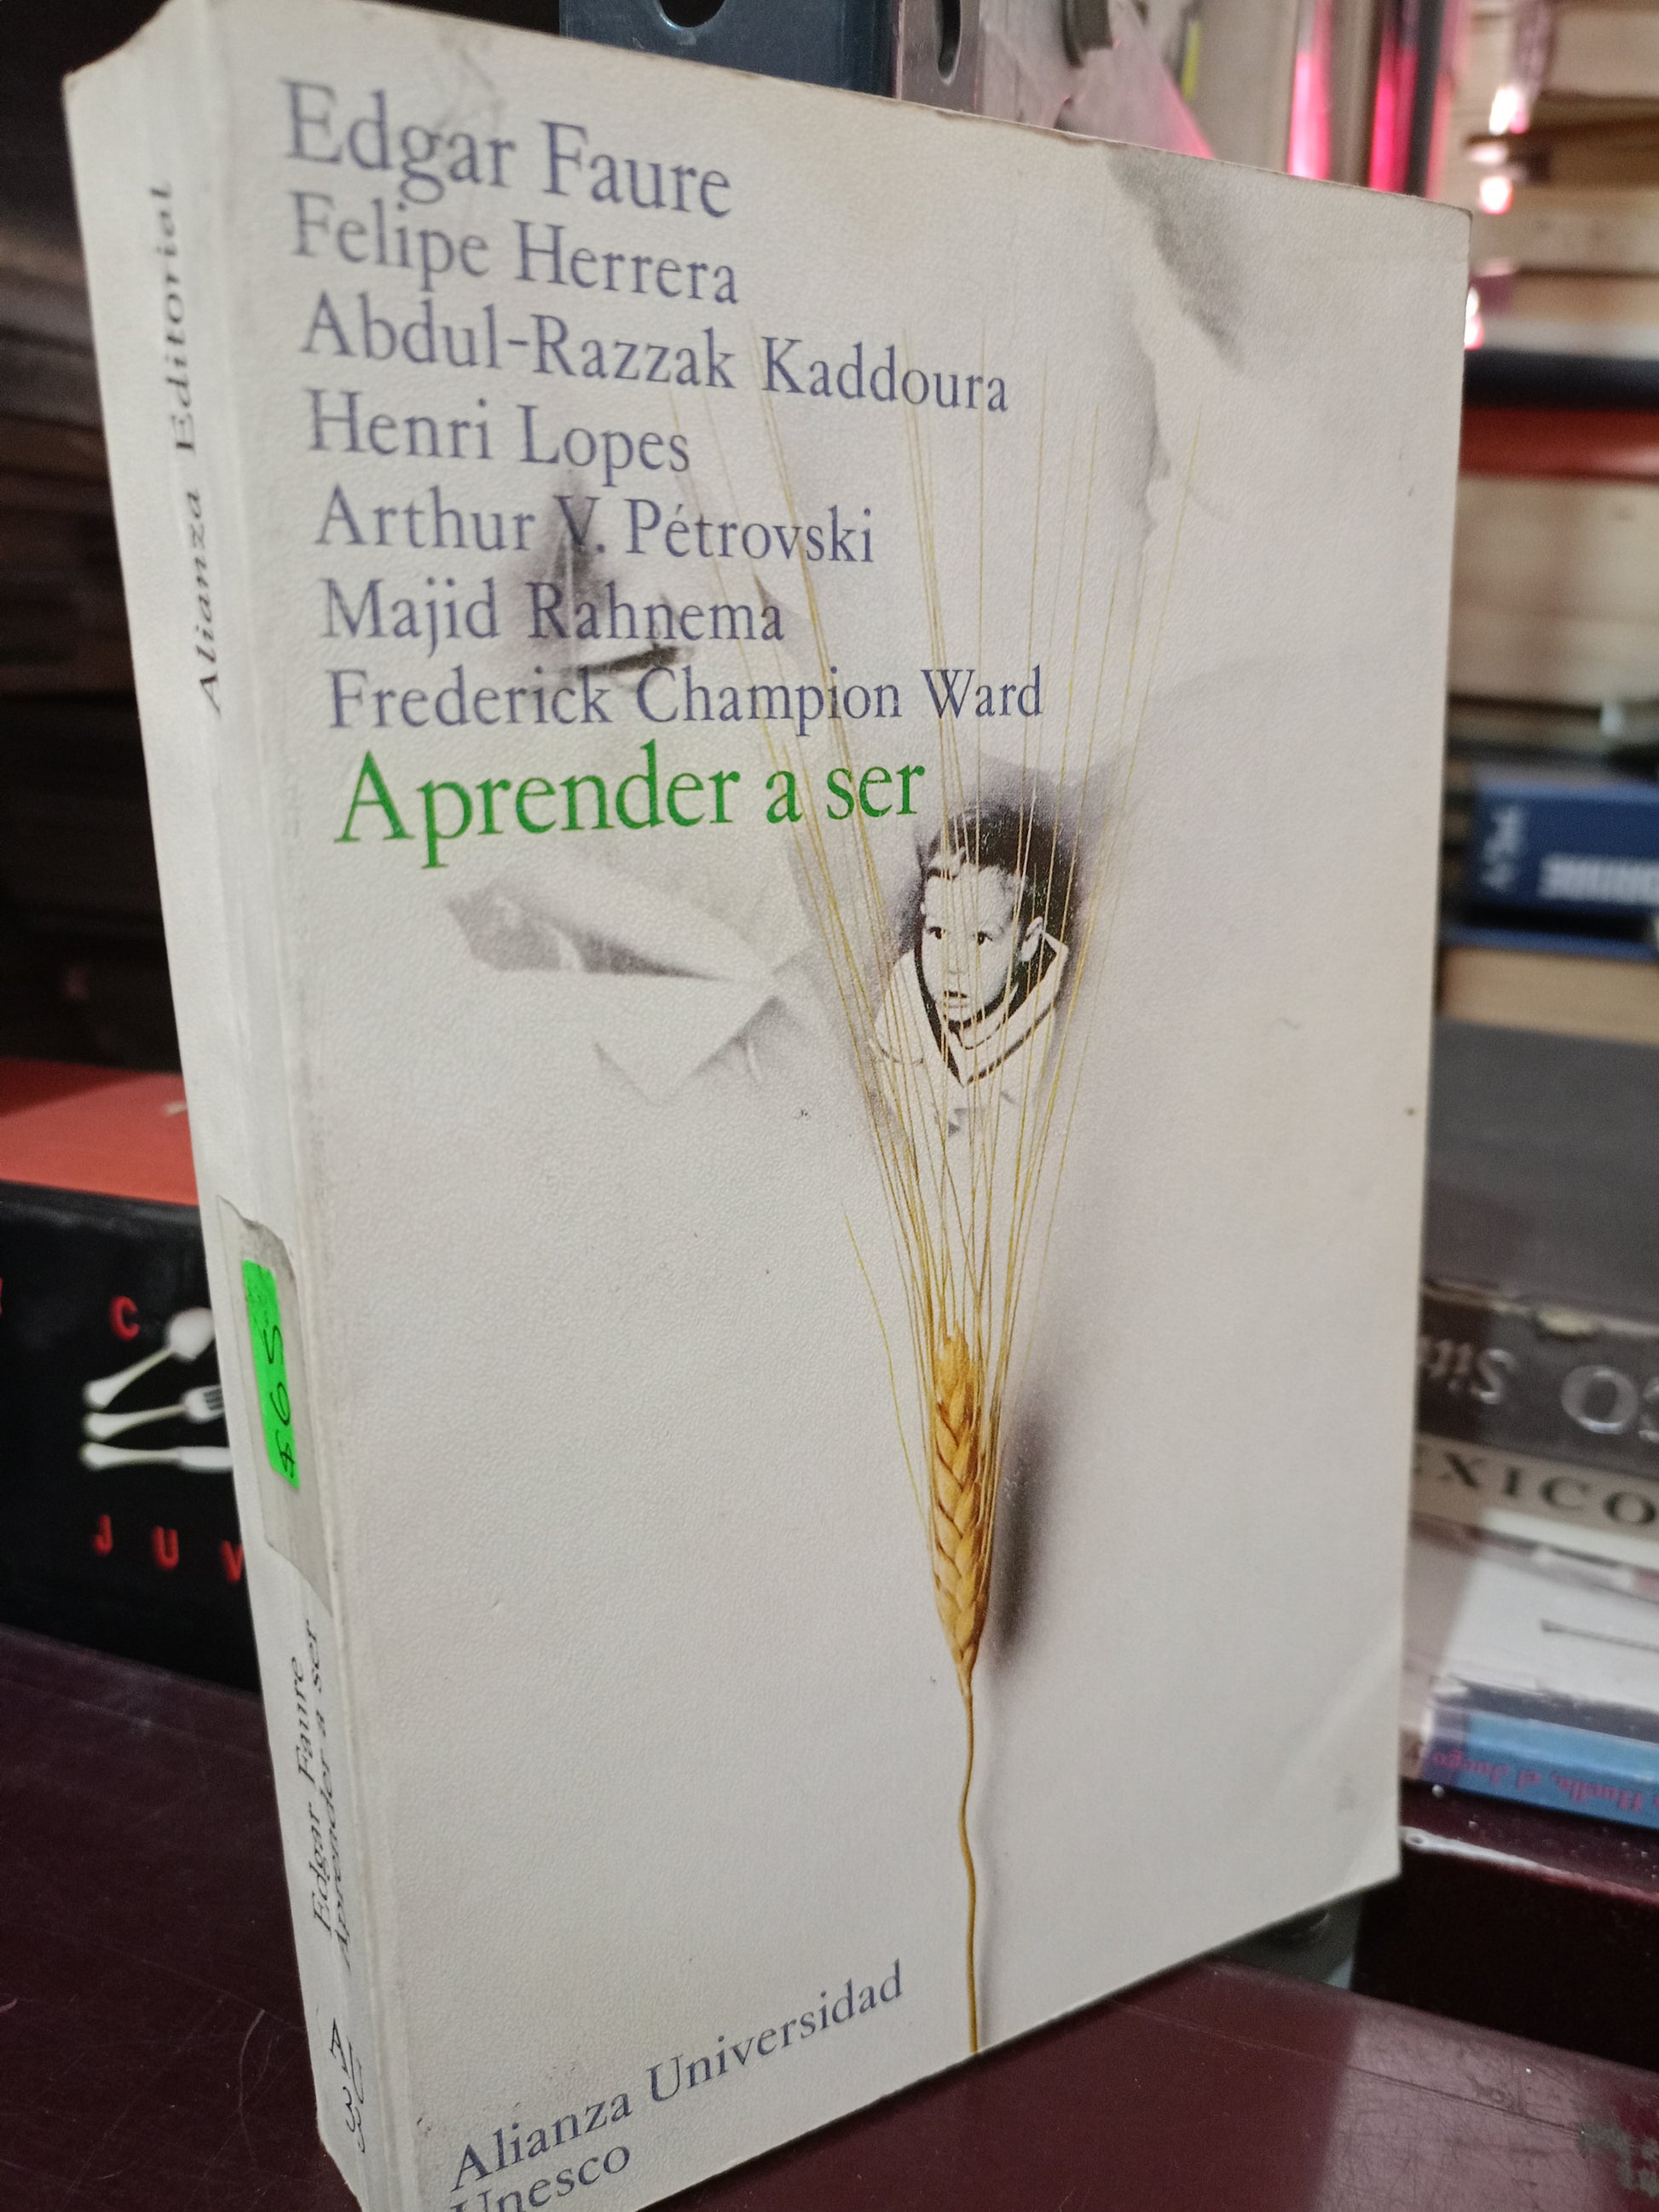 Edgar Faure
Felipe Herrera
Abdul-Razzak Kaddoura
Henri Lopes
Arthur V. Pétrovski
Majid Rahnema
Frederick Champion Ward
Aprender a ser
Alianza Universidad
Unesco
Alianza Editorial
$65
Edgar Faure
Aprender a ser
C
J U V
EXICO